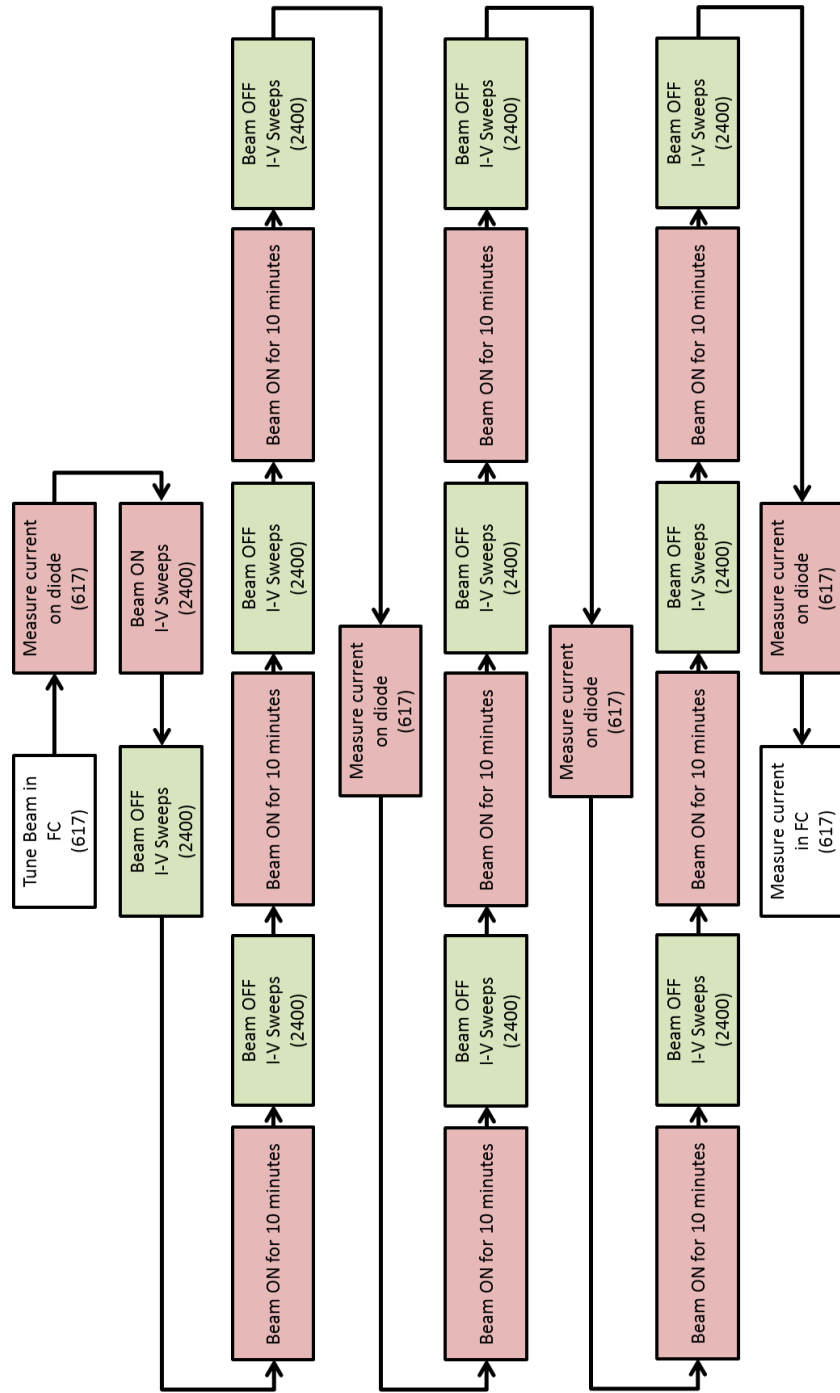 Tune Beam in
FC
(617)
Measure current
on diode
(617)
Beam ON
I-V Sweeps
(2400)
Beam OFF
I-V Sweeps
(2400)
Beam ON for 10 minutes
Beam OFF
I-V Sweeps
(2400)
Beam ON for 10 minutes
Beam OFF
I-V Sweeps
(2400)
Beam ON for 10 minutes
Beam OFF
I-V Sweeps
(2400)
Measure current
on diode
(617)
Beam ON for 10 minutes
Beam OFF
I-V Sweeps
(2400)
Beam ON for 10 minutes
Beam OFF
I-V Sweeps
(2400)
Beam ON for 10 minutes
Beam OFF
I-V Sweeps
(2400)
Measure current
on diode
(617)
Beam ON for 10 minutes
Beam OFF
I-V Sweeps
(2400)
Beam ON for 10 minutes
Beam OFF
I-V Sweeps
(2400)
Beam ON for 10 minutes
Beam OFF
I-V Sweeps
(2400)
Measure current
on diode
(617)
Measure current
in FC
(617)